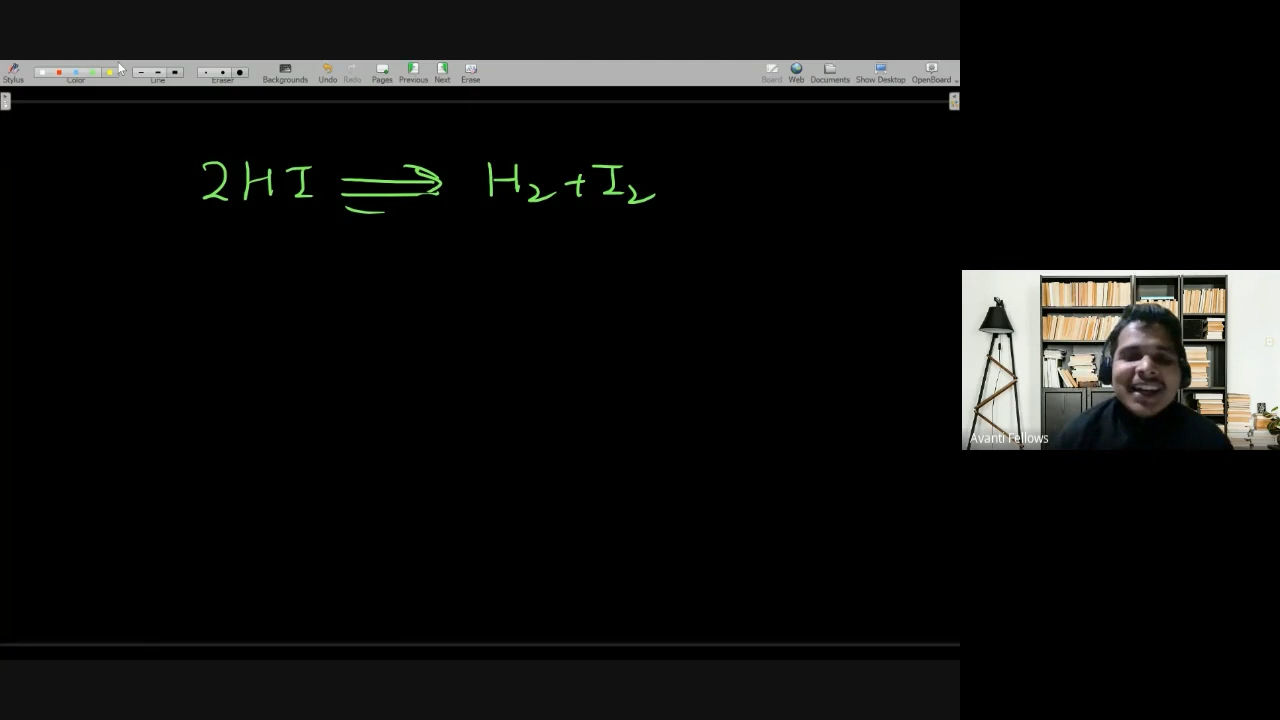 Stylus Color Line Eraser Backgrounds Undo Redo Pages Previous Next Erase Board Web Documents Show Desktop OpenBoard
2HI ⇌ H₂ + I₂
Avanti Fellows